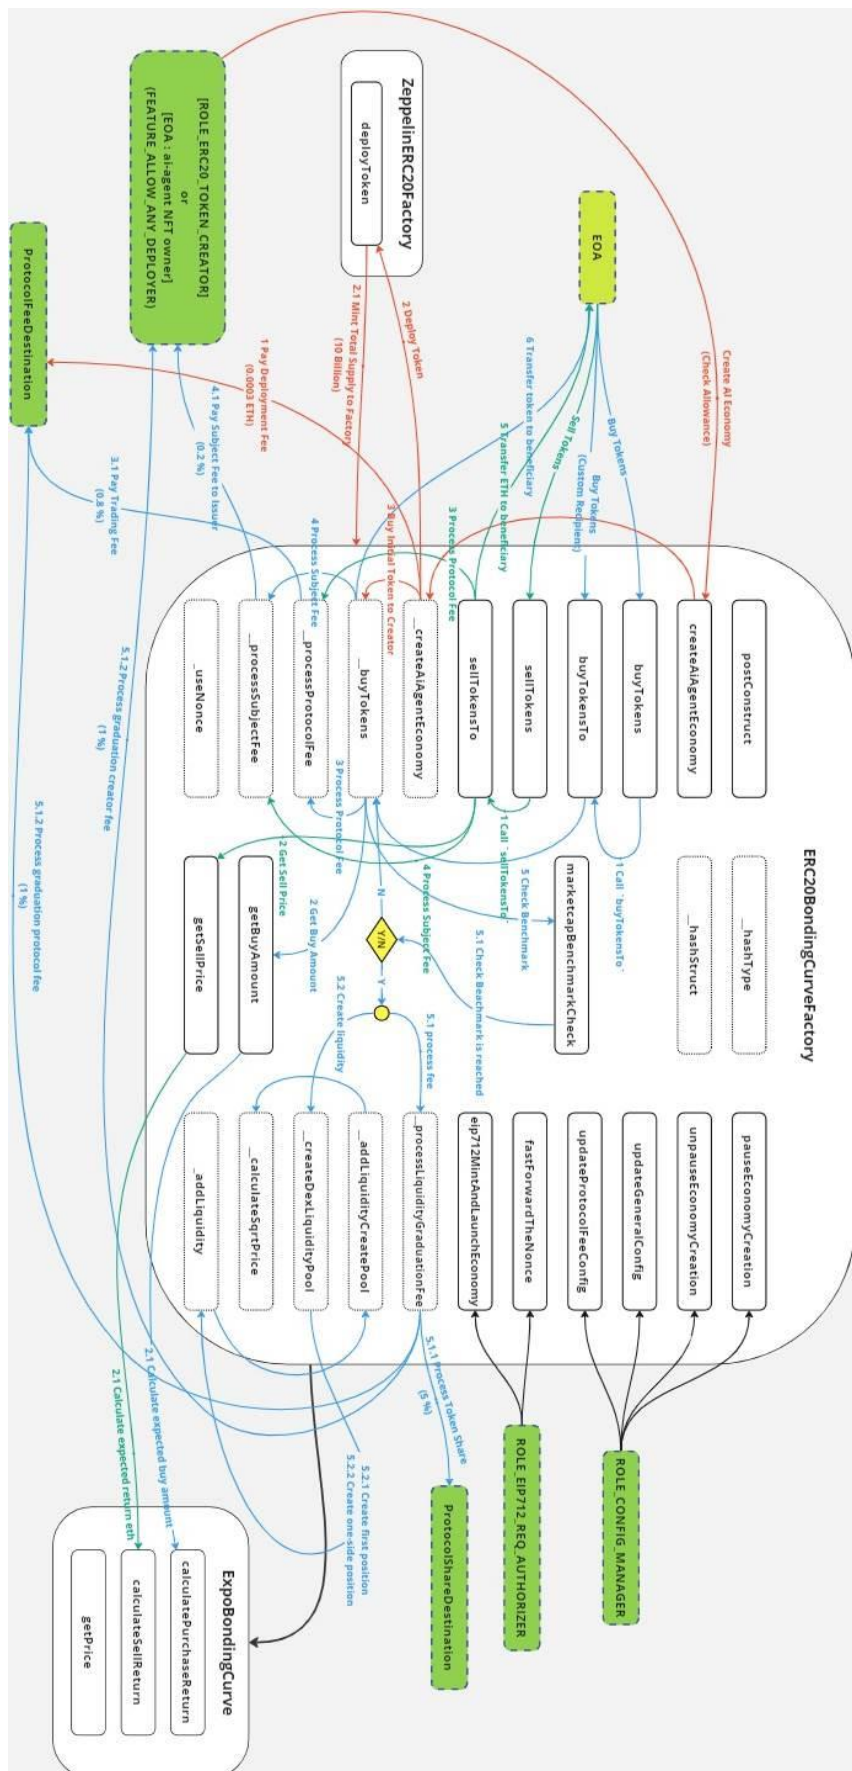 ERC20BondingCurveFactory
postConstruct
createAiAgentEconomy
buyTokens
buyTokensTo
sellTokens
sellTokensTo
__createAiAgentEconomy
__buyTokens
__processProtocolFee
__processSubjectFee
_useNonce
__hashType
__hashStruct
marketcapBenchmarkCheck
getBuyAmount
getSellPrice
pauseEconomyCreation
unpauseEconomyCreation
updateGeneralConfig
updateProtocolFeeConfig
fastForwardTheNonce
eip712MintAndLaunchEconomy
_processLiquidityGraduationFee
__addLiquidityCreatePool
__createDexLiquidityPool
__calculateSqrtPrice
_addLiquidity
EOA
ZeppelinERC20Factory
deployToken
[ROLE_ERC20_TOKEN_CREATOR]
or
[EOA : ai-agent NFT owner]
(FEATURE_ALLOW_ANY_DEPLOYER)
ProtocolFeeDestination
ROLE_CONFIG_MANAGER
ROLE_EIP712_REQ_AUTHORIZER
ProtocolShareDestination
ExpoBondingCurve
calculatePurchaseReturn
calculateSellReturn
getPrice
Create AI Economy
(Check Allowance)
Buy Tokens
Buy Tokens
(Custom Recipient)
Sell Tokens
6 Transfer token to beneficiary
5 Transfer ETH to beneficiary
2 Deploy Token
2.1 Mint Total Supply to Factory
(10 Billion)
1 Pay Deployment Fee
(0.0003 ETH)
4.1 Pay Subject Fee to Issuer
(0.2 %)
3.1 Pay Trading Fee
(0.8 %)
5.1.2 Process graduation creator fee
(1 %)
5.1.2 Process graduation protocol fee
(1 %)
3 Process Protocol Fee
3 Buy Initial Token to Creator
4 Process Subject Fee
1 Call `buyTokensTo`
1 Call `sellTokensTo`
5 Check Benchmark
4 Process Subject Fee
3 Process Protocol Fee
2 Get Buy Amount
2 Get Sell Price
5.1 Check Beachmark is reached
N
Y/N
Y
5.1 process fee
5.2 Create liquidity
5.1.1 Process Token Share
(5 %)
5.2.1 Create first position
5.2.2 Create one-side position
2.1 Calculate expected buy amount
2.1 Calculate expected return eth